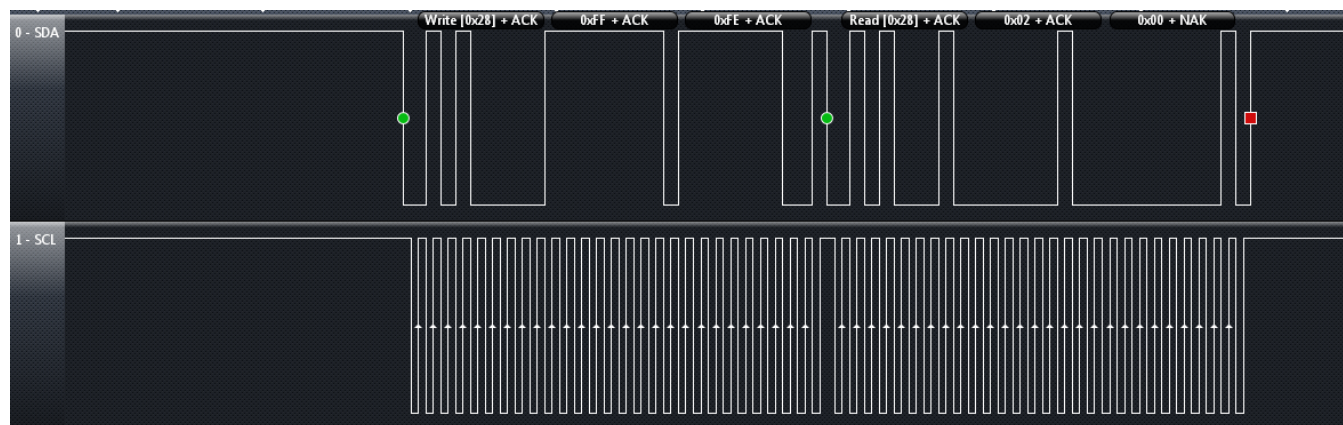 Write [0x28] + ACK
0xFF + ACK
0xFE + ACK
Read [0x28] + ACK
0x02 + ACK
0x00 + NAK
0 - SDA
1 - SCL